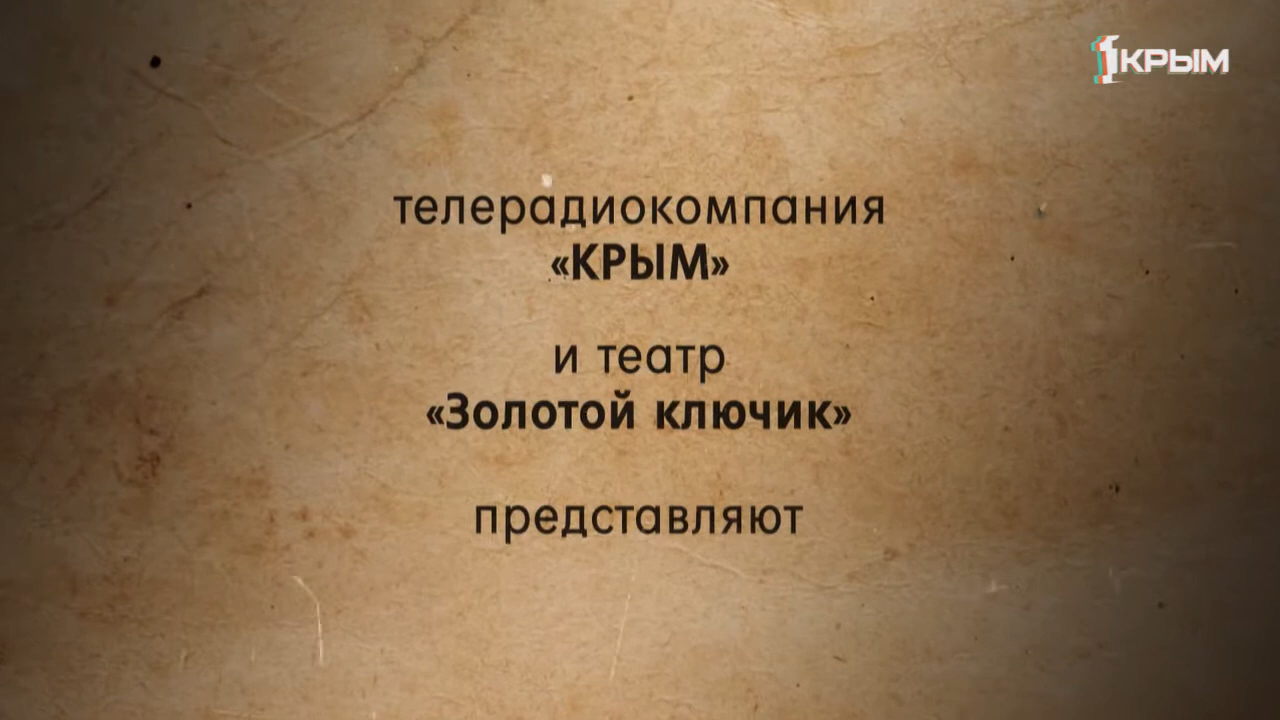 1КРЫМ
телерадиокомпания
«КРЫМ»
и театр
«Золотой ключик»
представляют